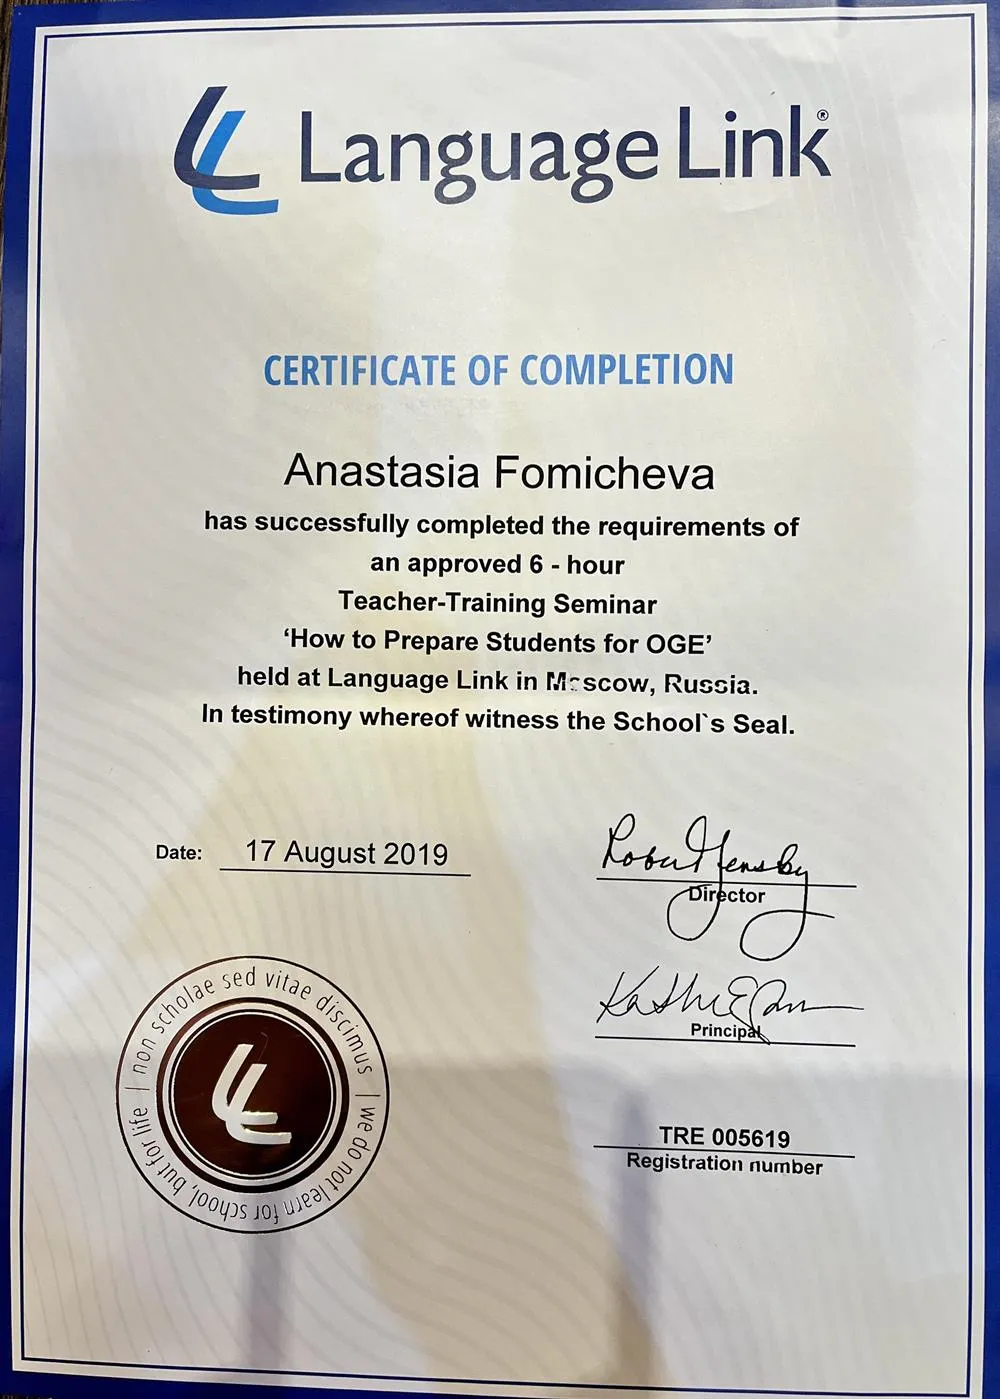 Language Link®
CERTIFICATE OF COMPLETION
Anastasia Fomicheva
has successfully completed the requirements of
an approved 6 - hour
Teacher-Training Seminar
‘How to Prepare Students for OGE’
held at Language Link in Moscow, Russia.
In testimony whereof witness the School`s Seal.
Date: 17 August 2019
Director
Principal
non scholae sed vitae discimus | we do not learn for school, but for life |
TRE 005619
Registration number